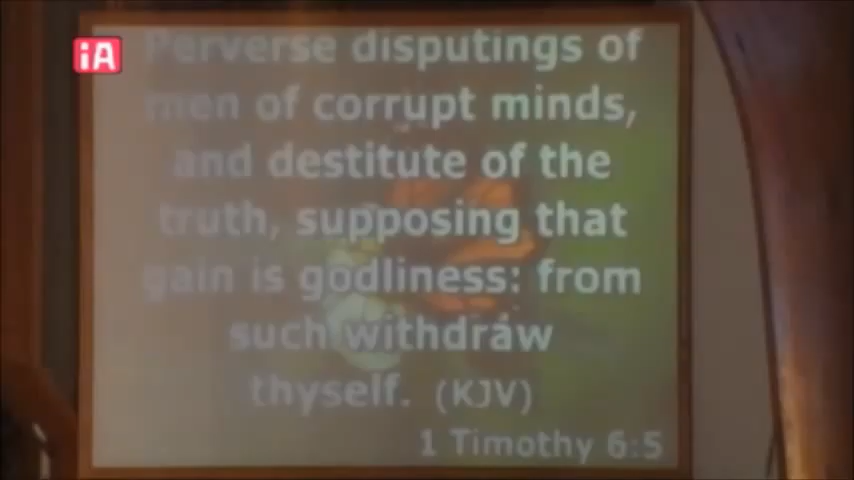 iA
Perverse disputings of
men of corrupt minds,
and destitute of the
truth, supposing that
gain is godliness: from
such withdraw
thyself. (KJV)
1 Timothy 6:5